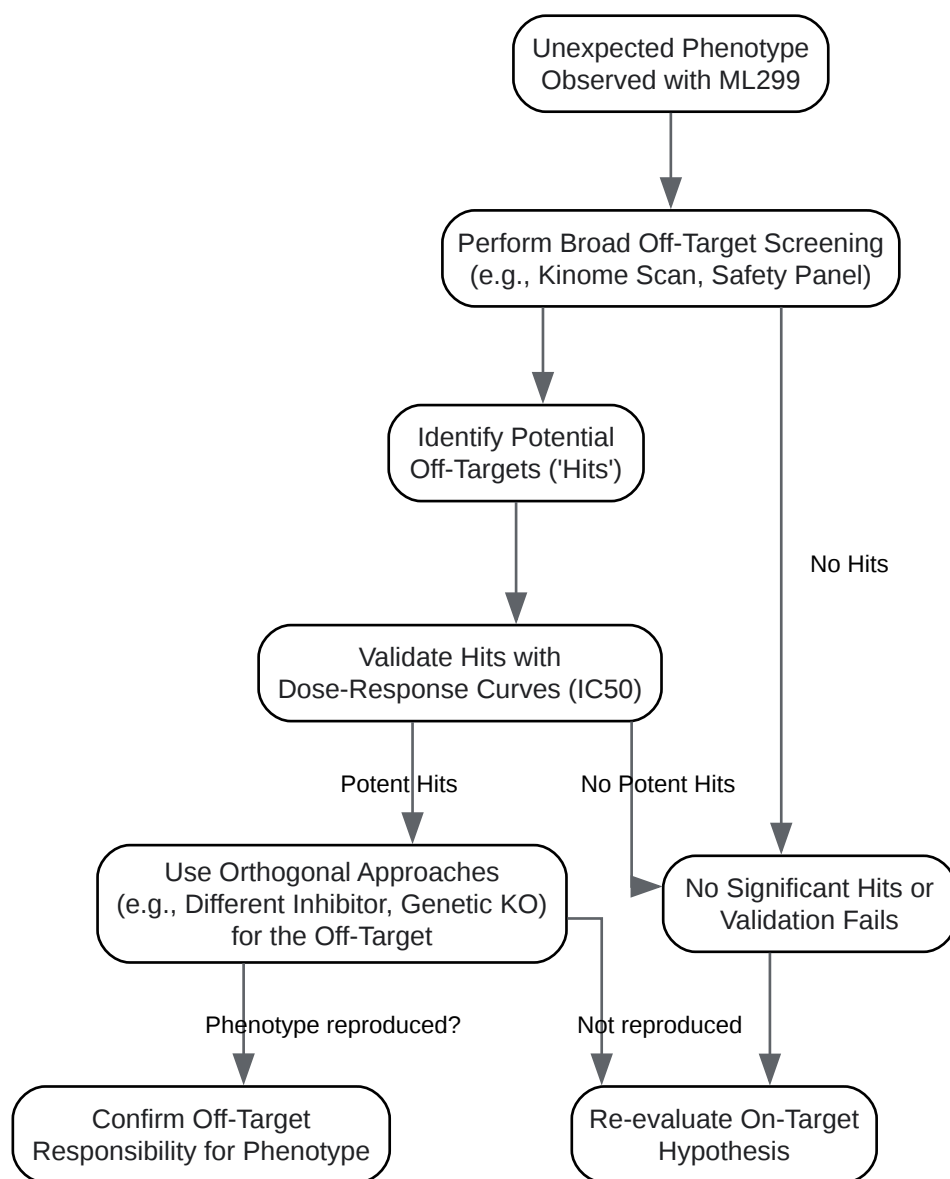 Unexpected Phenotype
Observed with ML299
Perform Broad Off-Target Screening
(e.g., Kinome Scan, Safety Panel)
Identify Potential
Off-Targets ('Hits')
No Hits
Validate Hits with
Dose-Response Curves (IC50)
Potent Hits
No Potent Hits
Use Orthogonal Approaches
(e.g., Different Inhibitor, Genetic KO)
for the Off-Target
No Significant Hits or
Validation Fails
Phenotype reproduced?
Not reproduced
Confirm Off-Target
Responsibility for Phenotype
Re-evaluate On-Target
Hypothesis